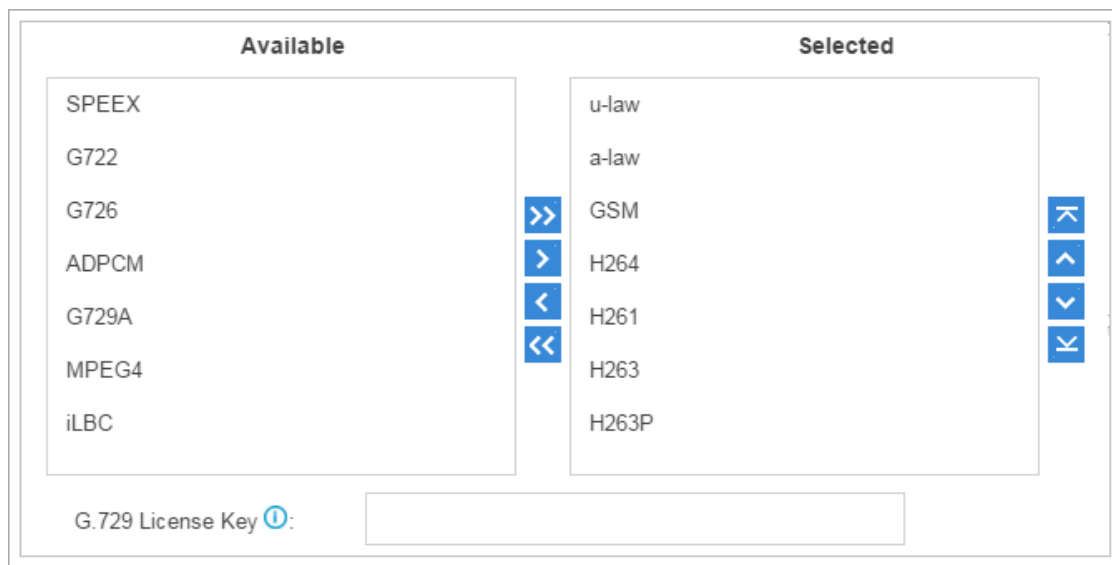 Available
Selected
SPEEX
G722
G726
ADPCM
G729A
MPEG4
iLBC
u-law
a-law
GSM
H264
H261
H263
H263P
G.729 License Key :